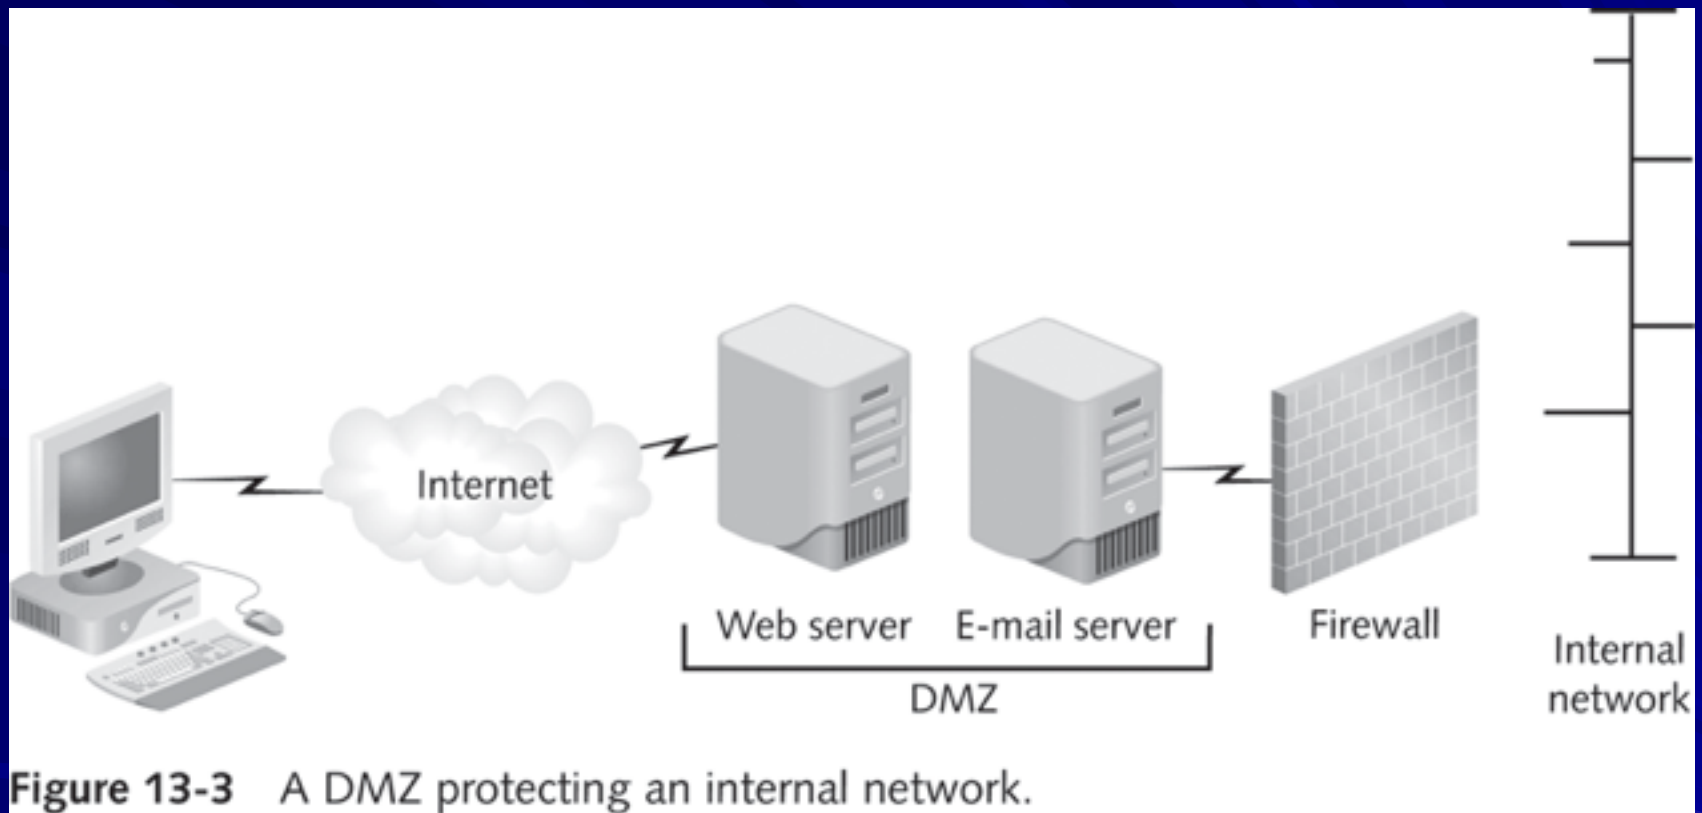 Internet
Web server
E-mail server
Firewall
DMZ
Internal
network
Figure 13-3 A DMZ protecting an internal network.